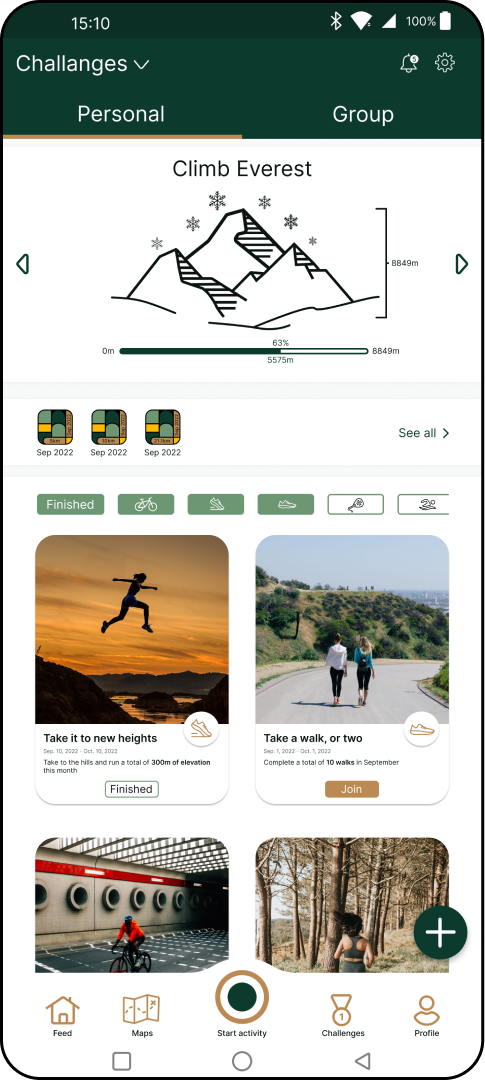 15:10
100%
Challanges
5
Personal
Group
Climb Everest
8849m
63%
0m
8849m
5575m
5km
10km
21.1km
Sep 2022
Sep 2022
Sep 2022
See all
Finished
Take it to new heights
Sep. 10, 2022 - Oct. 10, 2022
Take to the hills and run a total of 300m of elevation
this month
Finished
Take a walk, or two
Sep. 1, 2022 - Oct. 1, 2022
Complete a total of 10 walks in September
Join
1
Feed
Maps
Start activity
Challenges
Profile